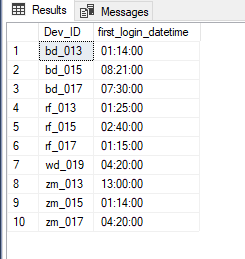 Results Messages
Dev_ID first_login_datetime
1 bd_013 01:14:00
2 bd_015 08:21:00
3 bd_017 07:30:00
4 rf_013 01:25:00
5 rf_015 02:40:00
6 rf_017 01:15:00
7 wd_019 04:20:00
8 zm_013 13:00:00
9 zm_015 01:14:00
10 zm_017 04:20:00